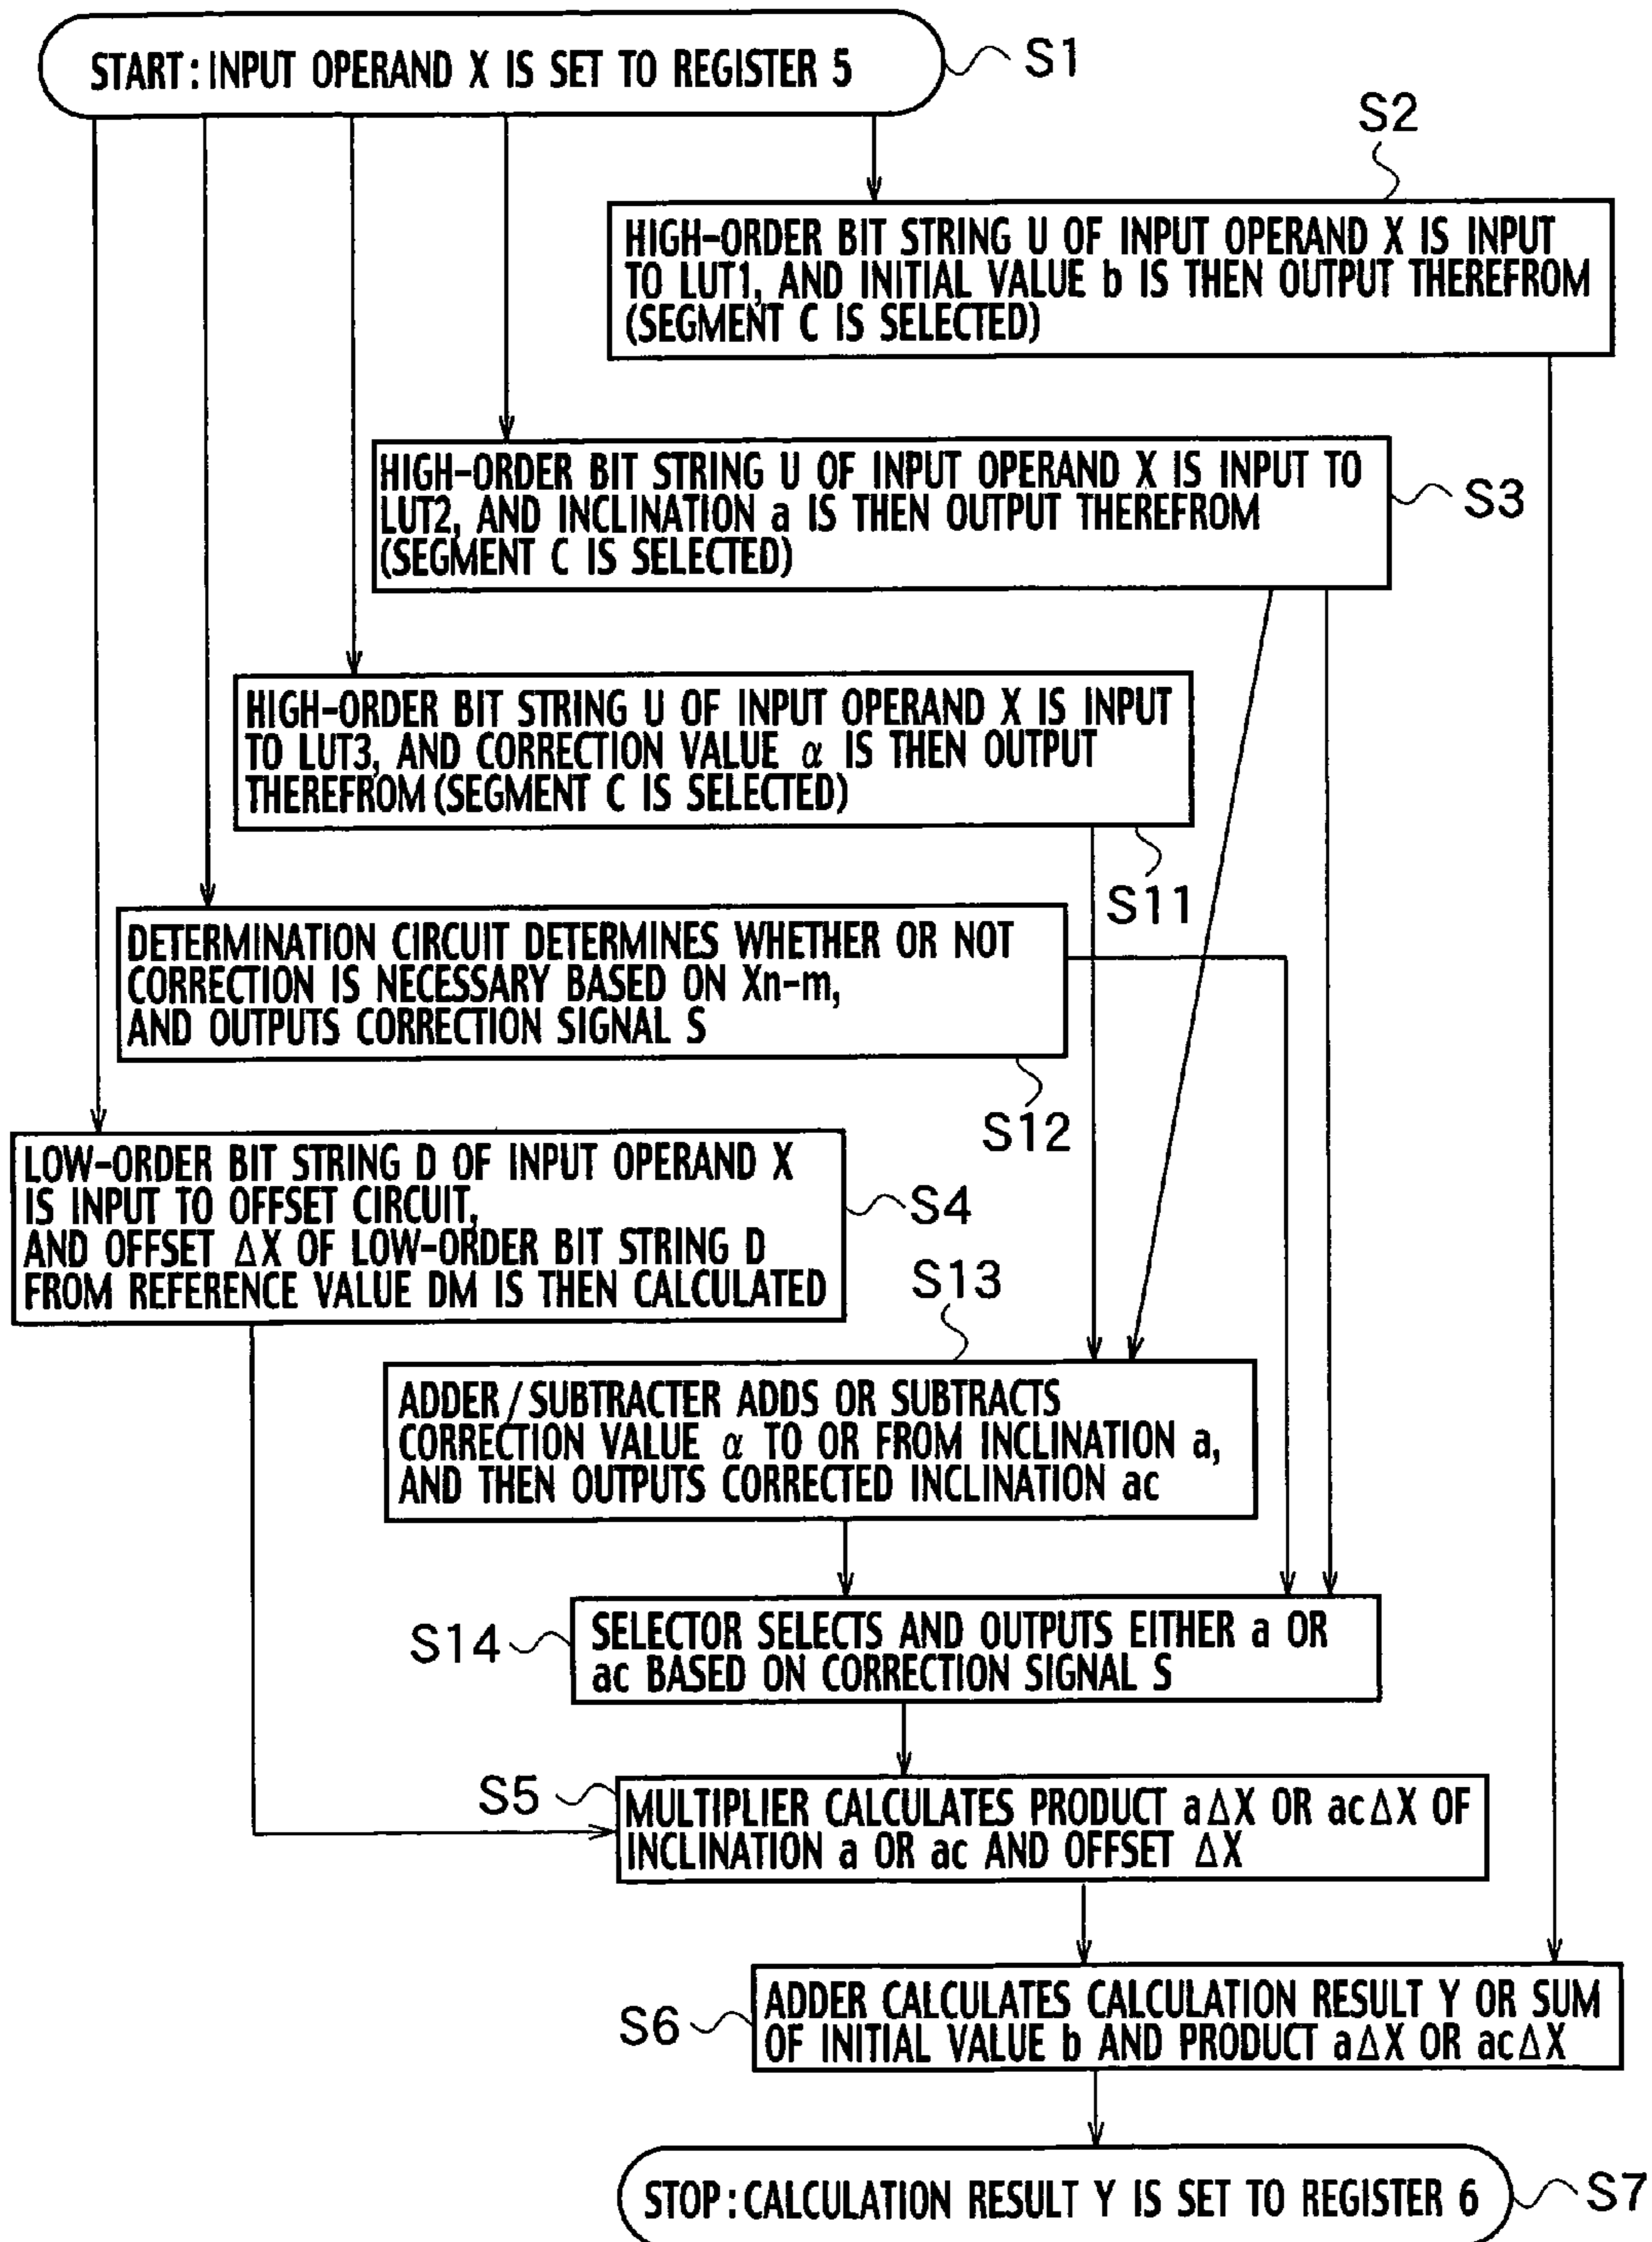 START: INPUT OPERAND X IS SET TO REGISTER 5
S1
S2
HIGH-ORDER BIT STRING U OF INPUT OPERAND X IS INPUT
TO LUT1, AND INITIAL VALUE b IS THEN OUTPUT THEREFROM
(SEGMENT C IS SELECTED)
HIGH-ORDER BIT STRING U OF INPUT OPERAND X IS INPUT TO
LUT2, AND INCLINATION a IS THEN OUTPUT THEREFROM
(SEGMENT C IS SELECTED)
S3
HIGH-ORDER BIT STRING U OF INPUT OPERAND X IS INPUT
TO LUT3, AND CORRECTION VALUE α IS THEN OUTPUT
THEREFROM (SEGMENT C IS SELECTED)
S11
DETERMINATION CIRCUIT DETERMINES WHETHER OR NOT
CORRECTION IS NECESSARY BASED ON Xn-m,
AND OUTPUTS CORRECTION SIGNAL S
S12
LOW-ORDER BIT STRING D OF INPUT OPERAND X
IS INPUT TO OFFSET CIRCUIT,
AND OFFSET ΔX OF LOW-ORDER BIT STRING D
FROM REFERENCE VALUE DM IS THEN CALCULATED
S4
S13
ADDER/SUBTRACTER ADDS OR SUBTRACTS
CORRECTION VALUE α TO OR FROM INCLINATION a,
AND THEN OUTPUTS CORRECTED INCLINATION ac
S14
SELECTOR SELECTS AND OUTPUTS EITHER a OR
ac BASED ON CORRECTION SIGNAL S
S5
MULTIPLIER CALCULATES PRODUCT aΔX OR acΔX OF
INCLINATION a OR ac AND OFFSET ΔX
S6
ADDER CALCULATES CALCULATION RESULT Y OR SUM
OF INITIAL VALUE b AND PRODUCT aΔX OR acΔX
STOP: CALCULATION RESULT Y IS SET TO REGISTER 6
S7